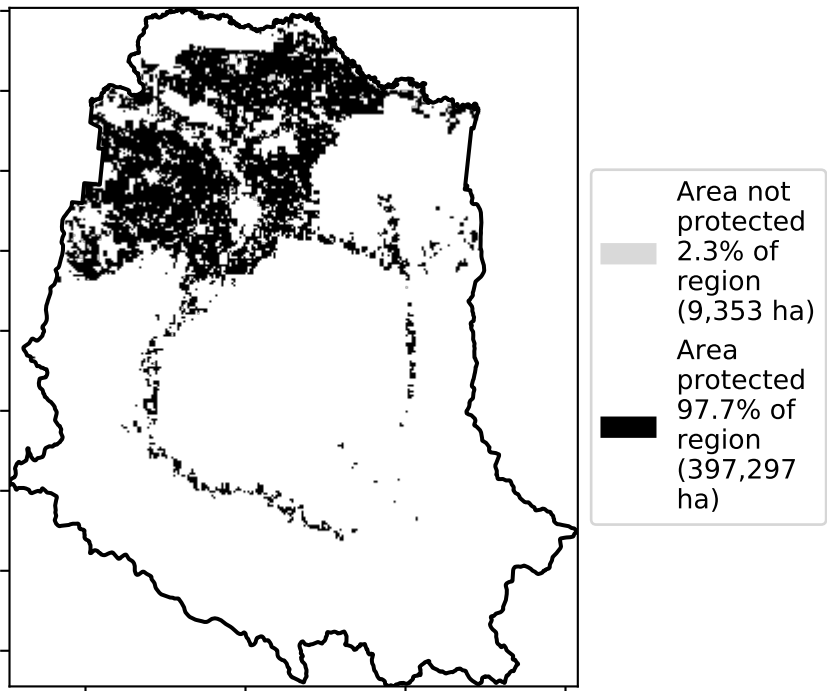 Area not
protected
2.3% of
region
(9,353 ha)
Area
protected
97.7% of
region
(397,297
ha)